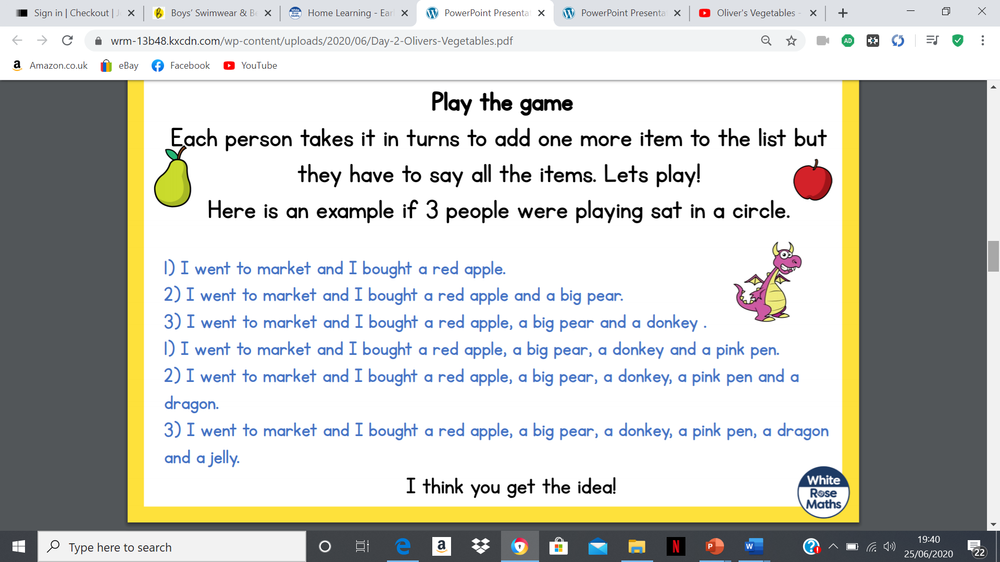 Sign in | Checkout | J
Boys' Swimwear & Be
Home Learning - Earl
PowerPoint Presentat
PowerPoint Presentat
Oliver's Vegetables -
wrm-13b48.kxcdn.com/wp-content/uploads/2020/06/Day-2-Olivers-Vegetables.pdf
AD
Amazon.co.uk
eBay
Facebook
YouTube
Play the game
Each person takes it in turns to add one more item to the list but
they have to say all the items. Lets play!
Here is an example if 3 people were playing sat in a circle.
1) I went to market and I bought a red apple.
2) I went to market and I bought a red apple and a big pear.
3) I went to market and I bought a red apple, a big pear and a donkey .
1) I went to market and I bought a red apple, a big pear, a donkey and a pink pen.
2) I went to market and I bought a red apple, a big pear, a donkey, a pink pen and a
dragon.
3) I went to market and I bought a red apple, a big pear, a donkey, a pink pen, a dragon
and a jelly.
I think you get the idea!
White
Rose
Maths
Type here to search
19:40
25/06/2020
22